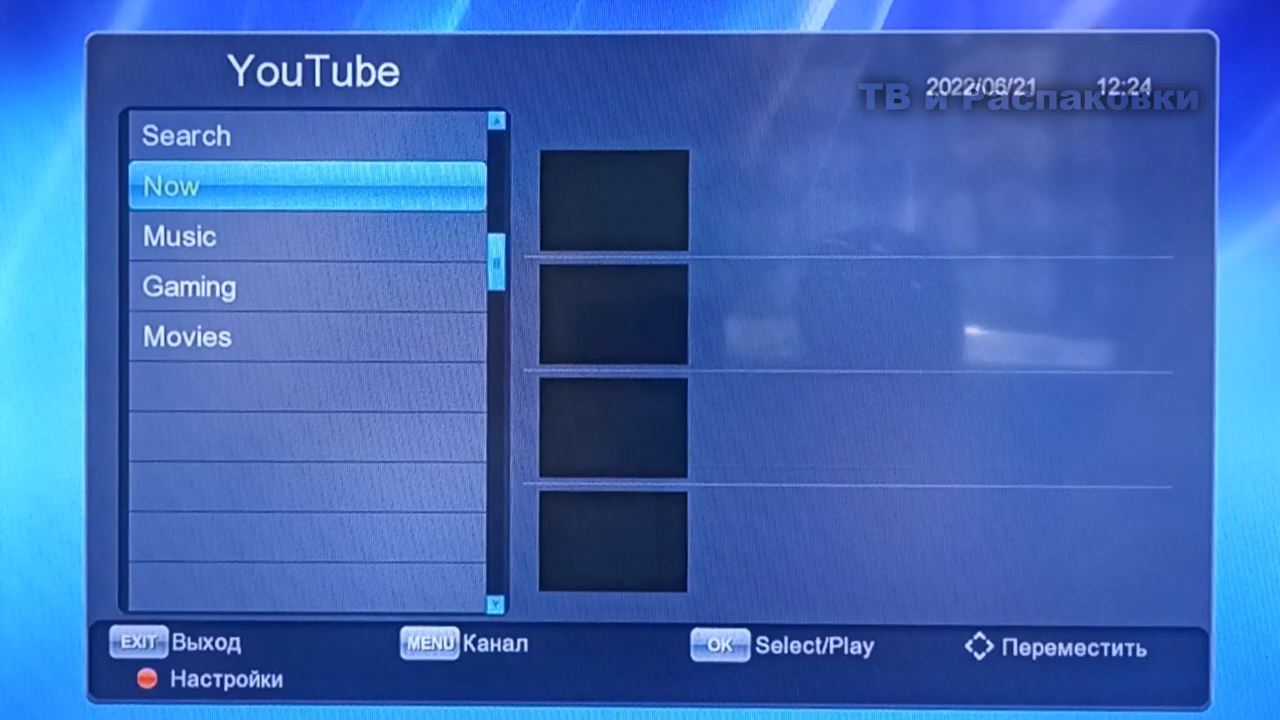 YouTube
2022/06/21 12:24
ТВ и Распаковки
Search
Now
Music
Gaming
Movies
EXIT Выход MENU Канал OK Select/Play Переместить
Настройки